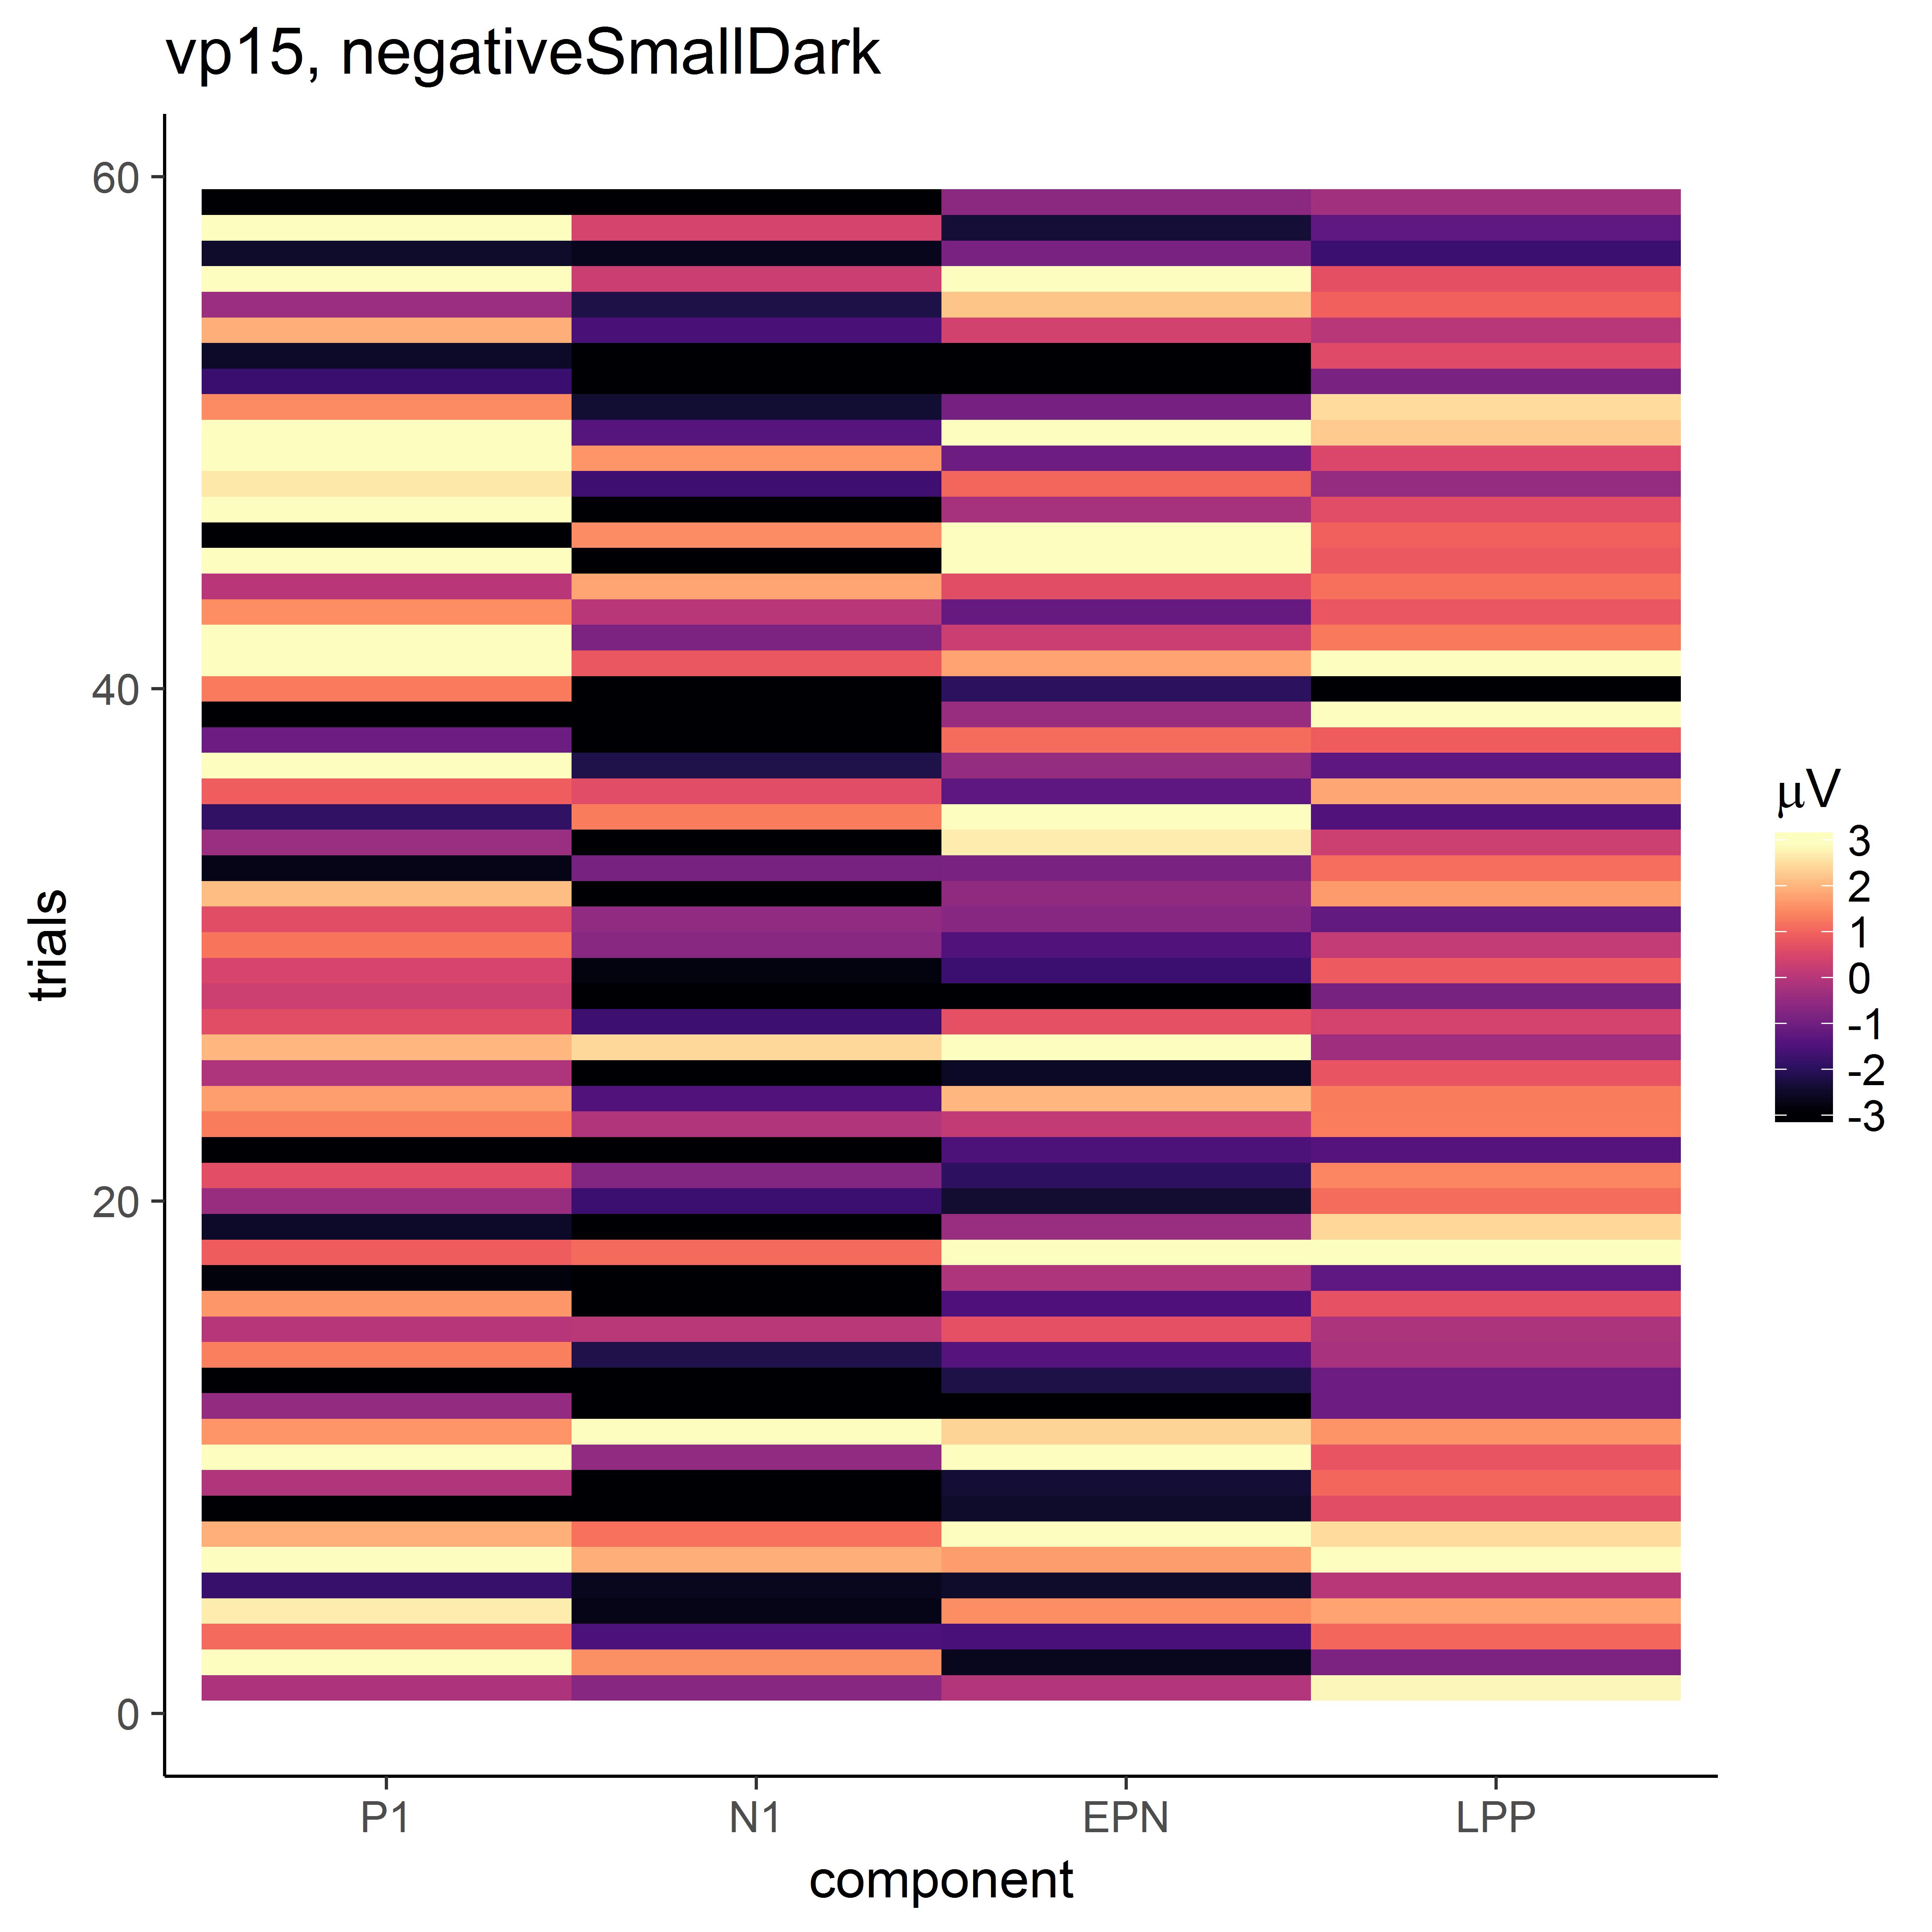 vp15, negativeSmallDark
60
40
20
0
trials
P1 N1 EPN LPP
component
μV
3
2
1
0
-1
-2
-3